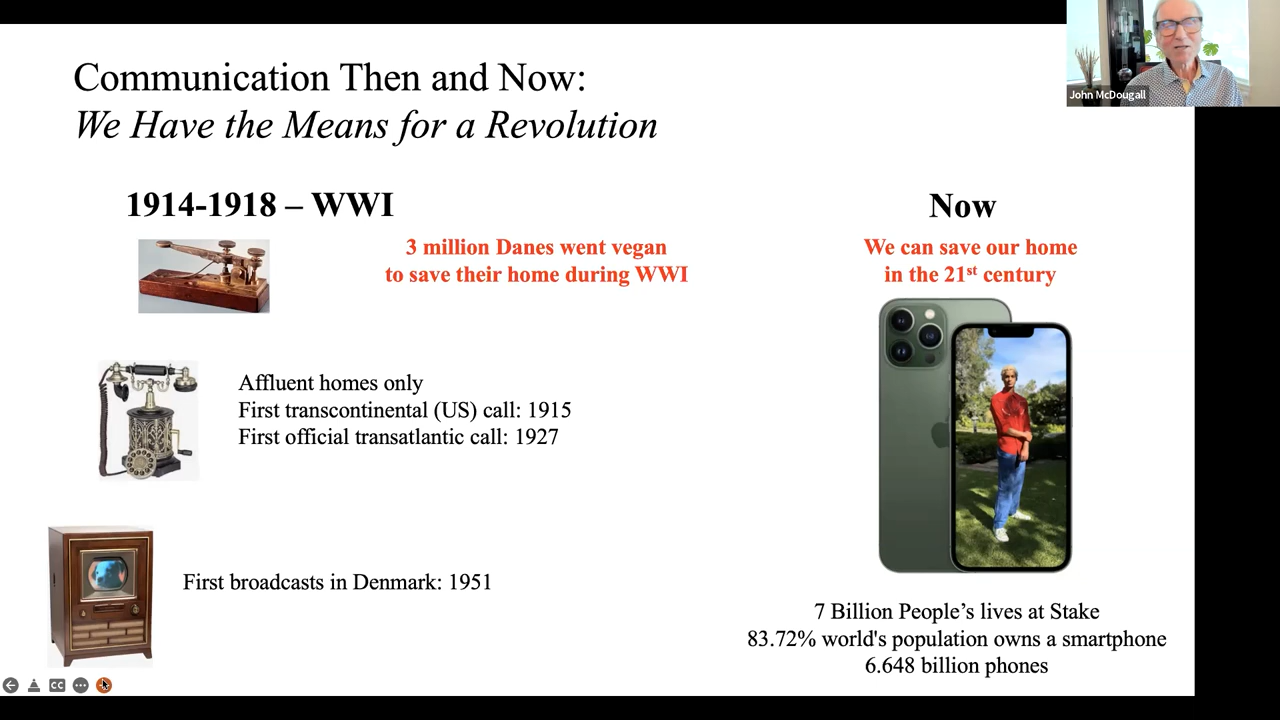 Communication Then and Now:
We Have the Means for a Revolution
John McDougall
1914-1918 – WWI
3 million Danes went vegan
to save their home during WWI
Affluent homes only
First transcontinental (US) call: 1915
First official transatlantic call: 1927
First broadcasts in Denmark: 1951
Now
We can save our home
in the 21st century
7 Billion People’s lives at Stake
83.72% world's population owns a smartphone
6.648 billion phones
CC